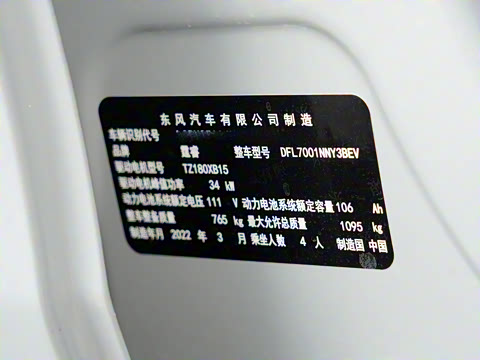 东风汽车有限公司制造
车辆识别代号
品牌 霆睿 整车型号 DFL7001NNY3BEV
驱动电机型号 TZ180XB15
驱动电机峰值功率 34 kW
动力电池系统额定电压 111 V 动力电池系统额定容量 106 Ah
整车整备质量 765 kg 最大允许总质量 1095 kg
制造年月 2022 年 3 月 乘坐人数 4 人 制造国 中国